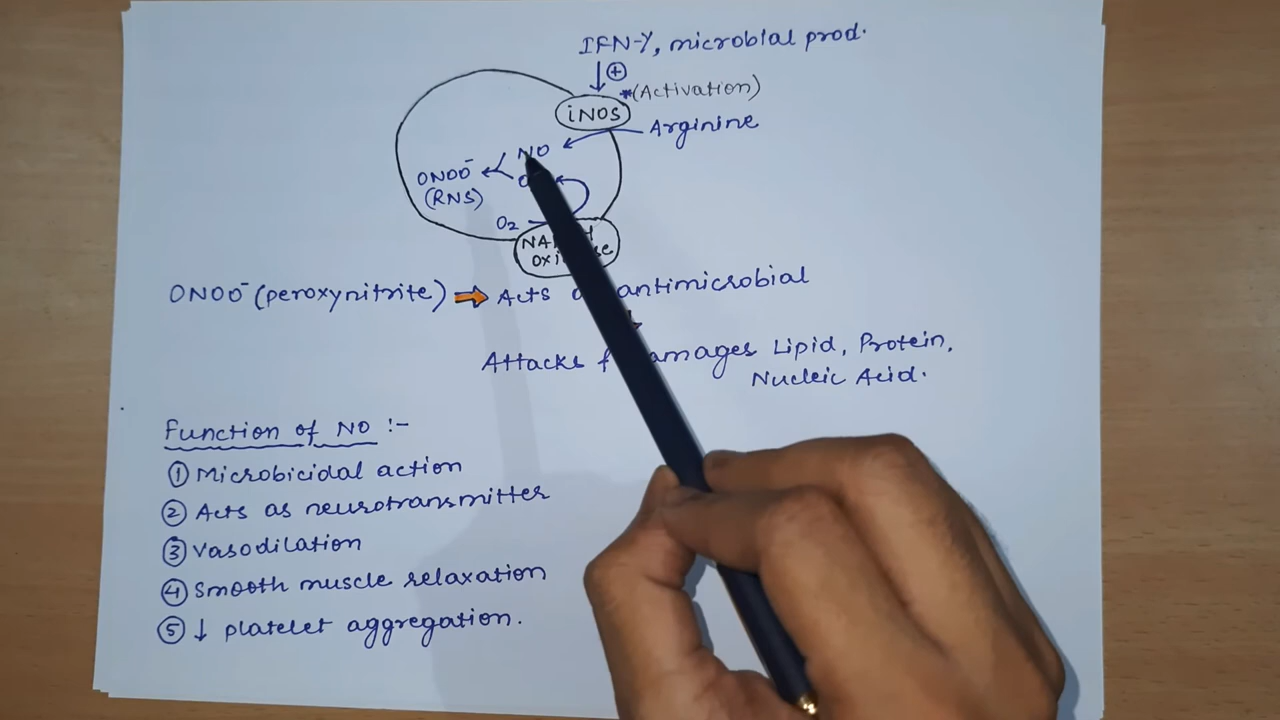 IFN-γ, microbial prod.
+
*(Activation)
iNOS
Arginine
NO
ONOO⁻
(RNS)
O₂
ONOO⁻ (peroxynitrite) ➡ Acts antimicrobial
Attacks Lipid, Protein,
Nucleic Acid.
Function of NO :-
① Microbicidal action
② Acts as neurotransmitter
③ Vasodilation
④ Smooth muscle relaxation
⑤ ↓ platelet aggregation.